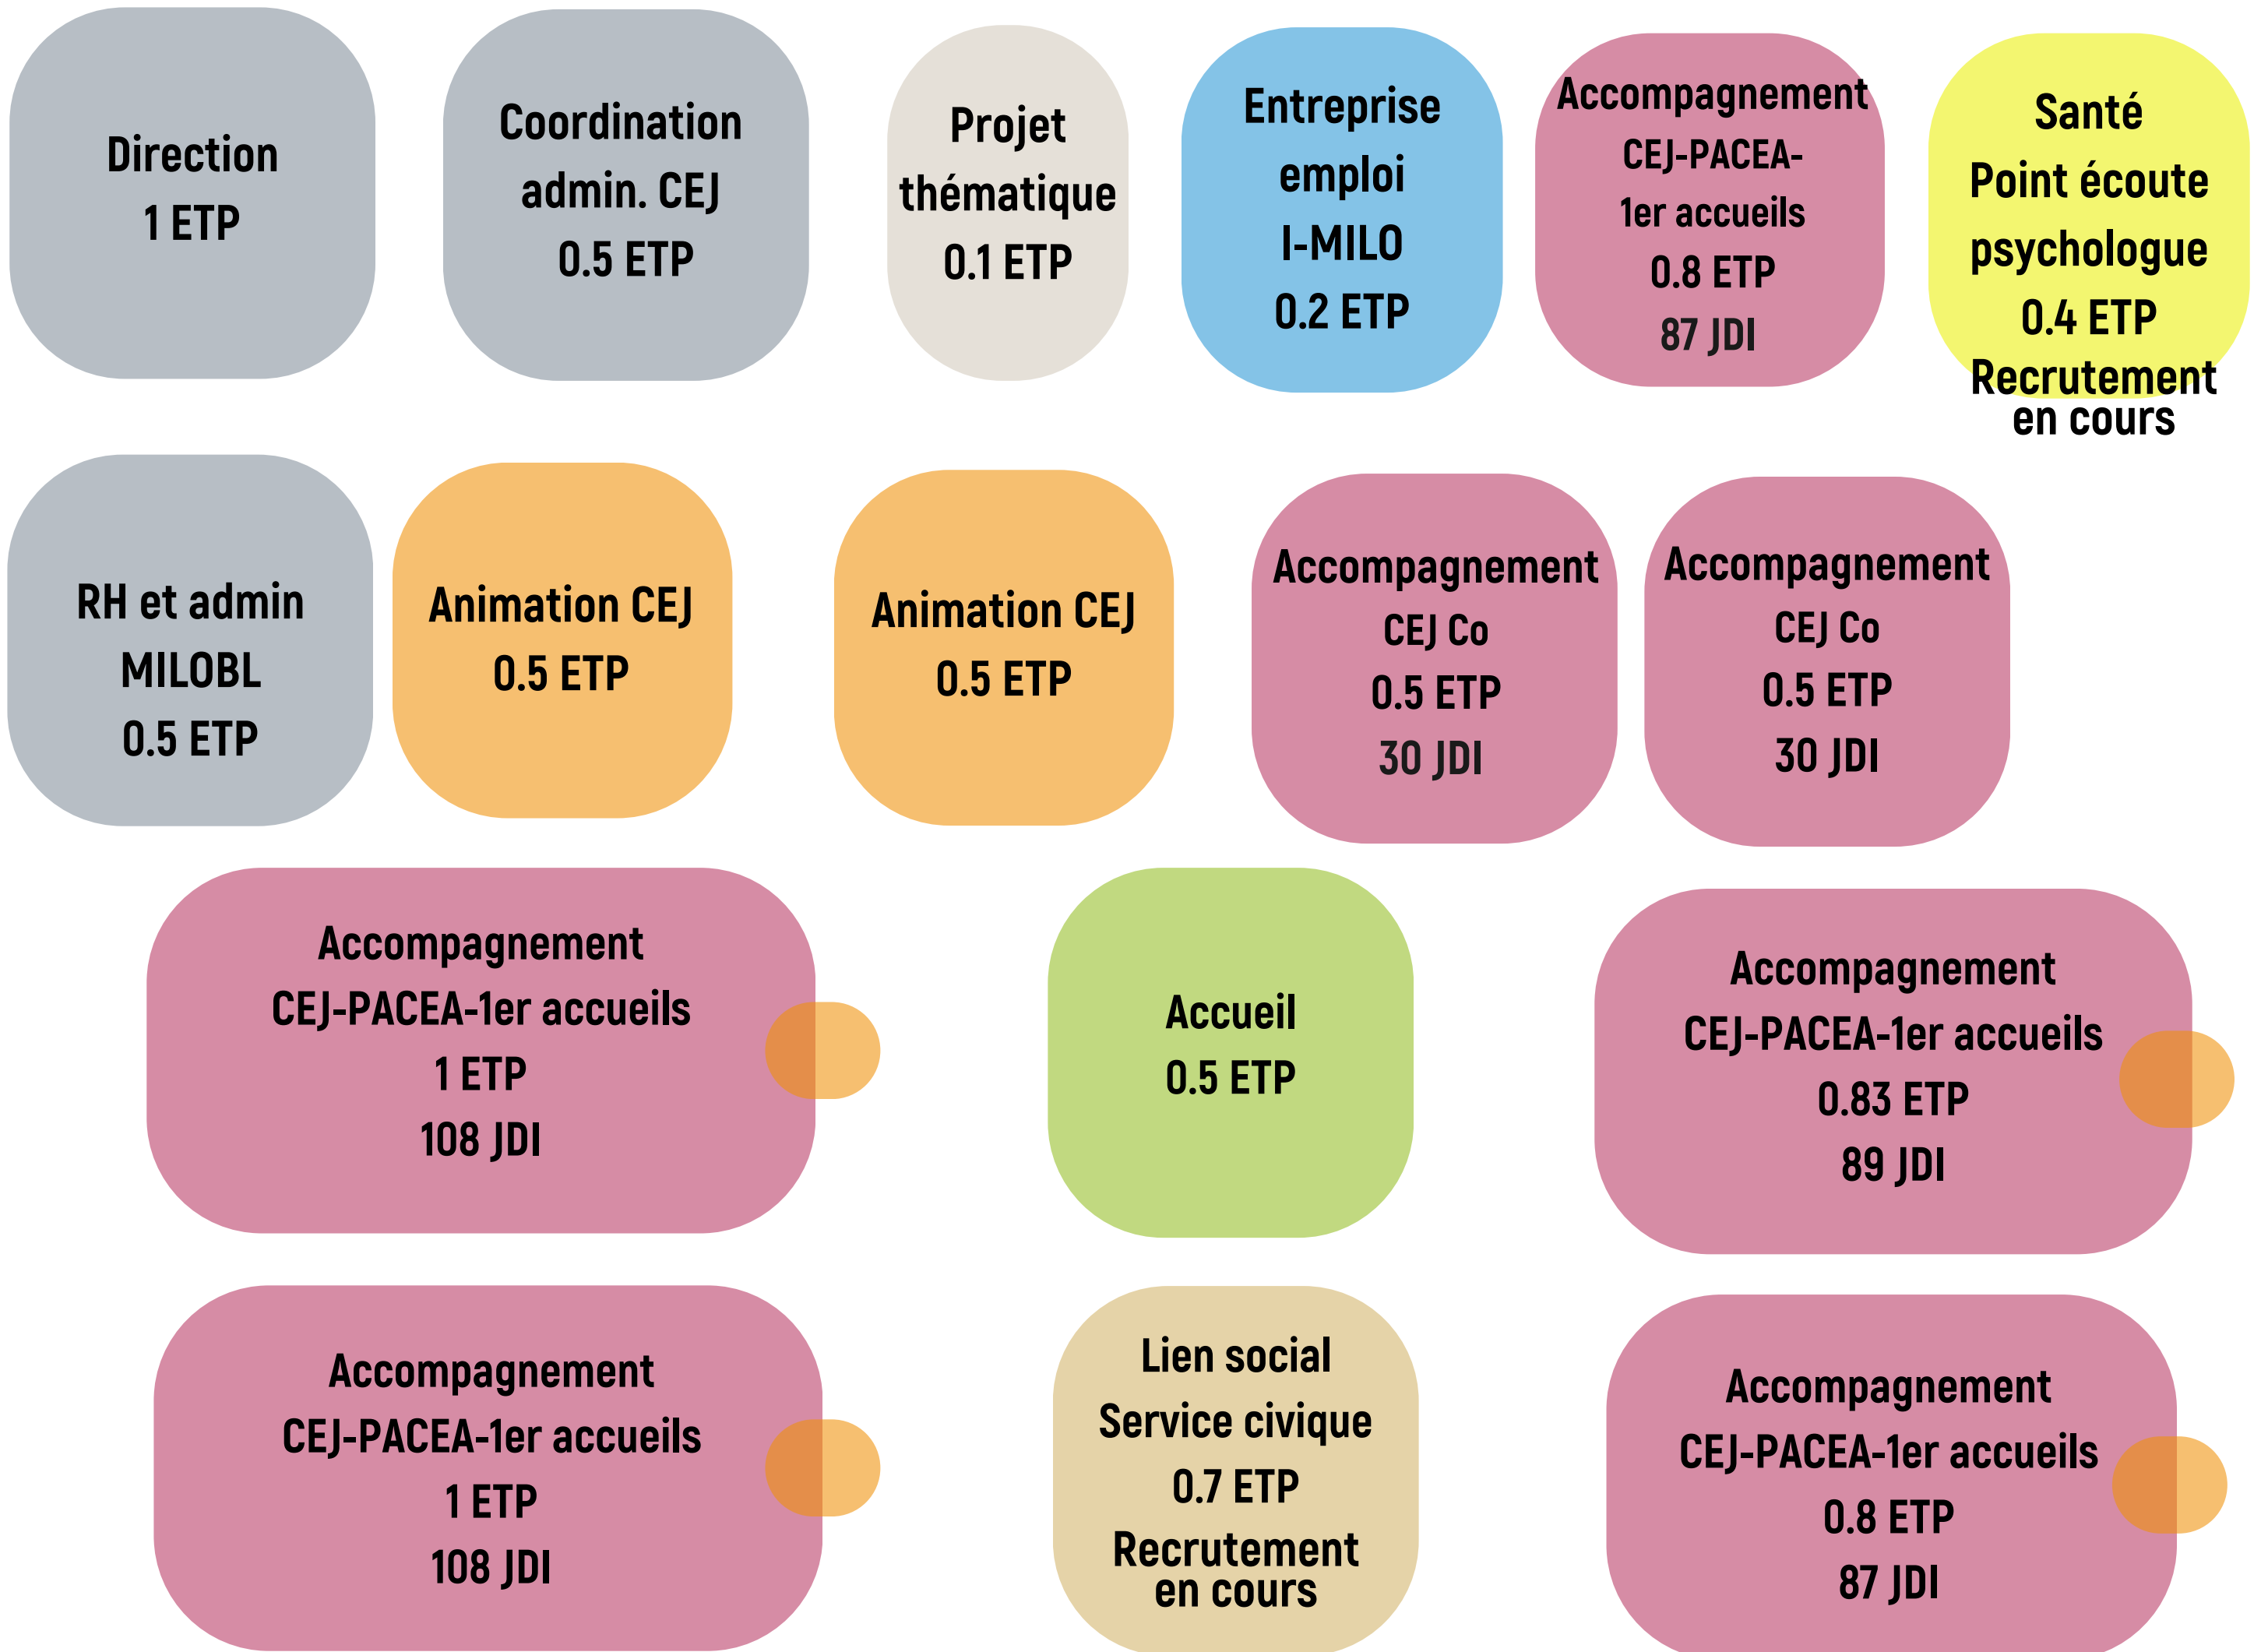 Direction
1 ETP
Coordination
admin. CEJ
0.5 ETP
Projet
thématique
0.1 ETP
Entreprise
emploi
I-MILO
0.2 ETP
Accompagnement
CEJ-PACEA-
1er accueils
0.8 ETP
87 JDI
Santé
Point écoute
psychologue
0.4 ETP
Recrutement
en cours
RH et admin
MILOBL
0.5 ETP
Animation CEJ
0.5 ETP
Animation CEJ
0.5 ETP
Accompagnement
CEJ Co
0.5 ETP
30 JDI
Accompagnement
CEJ Co
0.5 ETP
30 JDI
Accompagnement
CEJ-PACEA-1er accueils
1 ETP
108 JDI
Accueil
0.5 ETP
Accompagnement
CEJ-PACEA-1er accueils
0.83 ETP
89 JDI
Accompagnement
CEJ-PACEA-1er accueils
1 ETP
108 JDI
Lien social
Service civique
0.7 ETP
Recrutement
en cours
Accompagnement
CEJ-PACEA-1er accueils
0.8 ETP
87 JDI